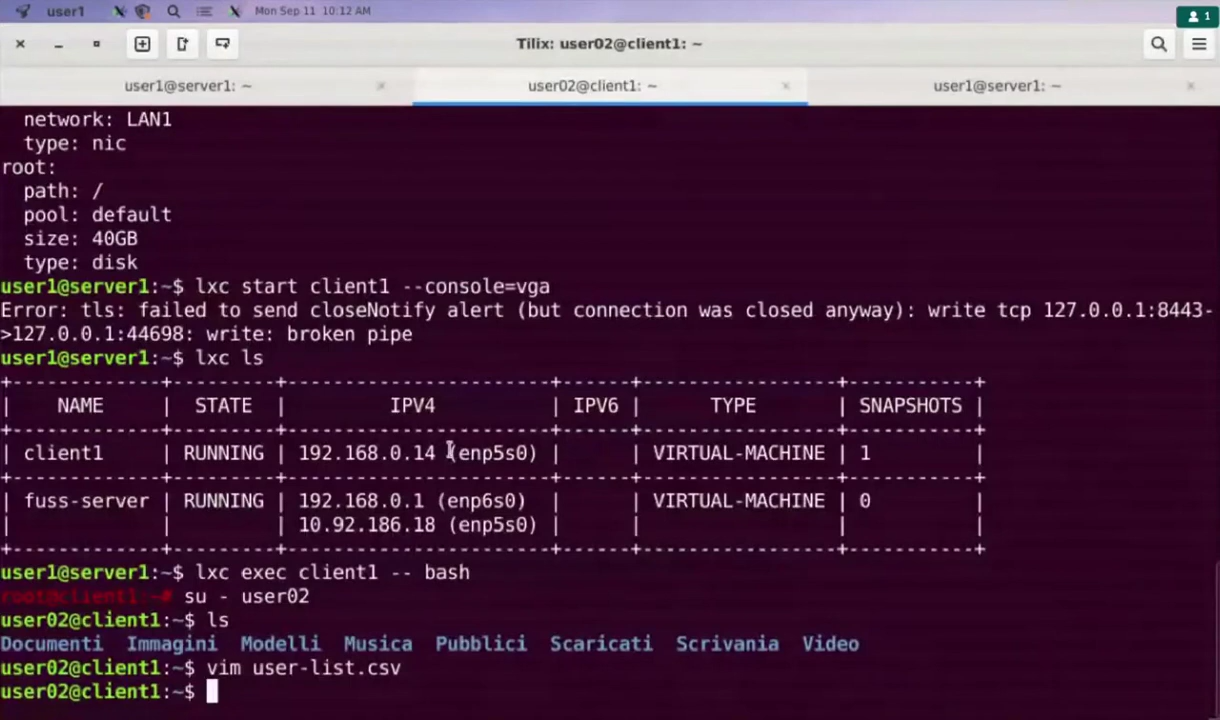 user1 Mon Sep 11 10:12 AM
1
Tilix: user02@client1: ~
user1@server1: ~
user02@client1: ~
user1@server1: ~
network: LAN1
type: nic
root:
path: /
pool: default
size: 40GB
type: disk
user1@server1:~$ lxc start client1 --console=vga
Error: tls: failed to send closeNotify alert (but connection was closed anyway): write tcp 127.0.0.1:8443-
>127.0.0.1:44698: write: broken pipe
user1@server1:~$ lxc ls
+-------------+---------+------------------------+------+-----------------+-----------+
| NAME | STATE | IPV4 | IPV6 | TYPE | SNAPSHOTS |
+-------------+---------+------------------------+------+-----------------+-----------+
| client1 | RUNNING | 192.168.0.14 (enp5s0) | | VIRTUAL-MACHINE | 1 |
+-------------+---------+------------------------+------+-----------------+-----------+
| fuss-server | RUNNING | 192.168.0.1 (enp6s0) | | VIRTUAL-MACHINE | 0 |
| | | 10.92.186.18 (enp5s0) | | | |
+-------------+---------+------------------------+------+-----------------+-----------+
user1@server1:~$ lxc exec client1 -- bash
root@client1:~# su - user02
user02@client1:~$ ls
Documenti Immagini Modelli Musica Pubblici Scaricati Scrivania Video
user02@client1:~$ vim user-list.csv
user02@client1:~$